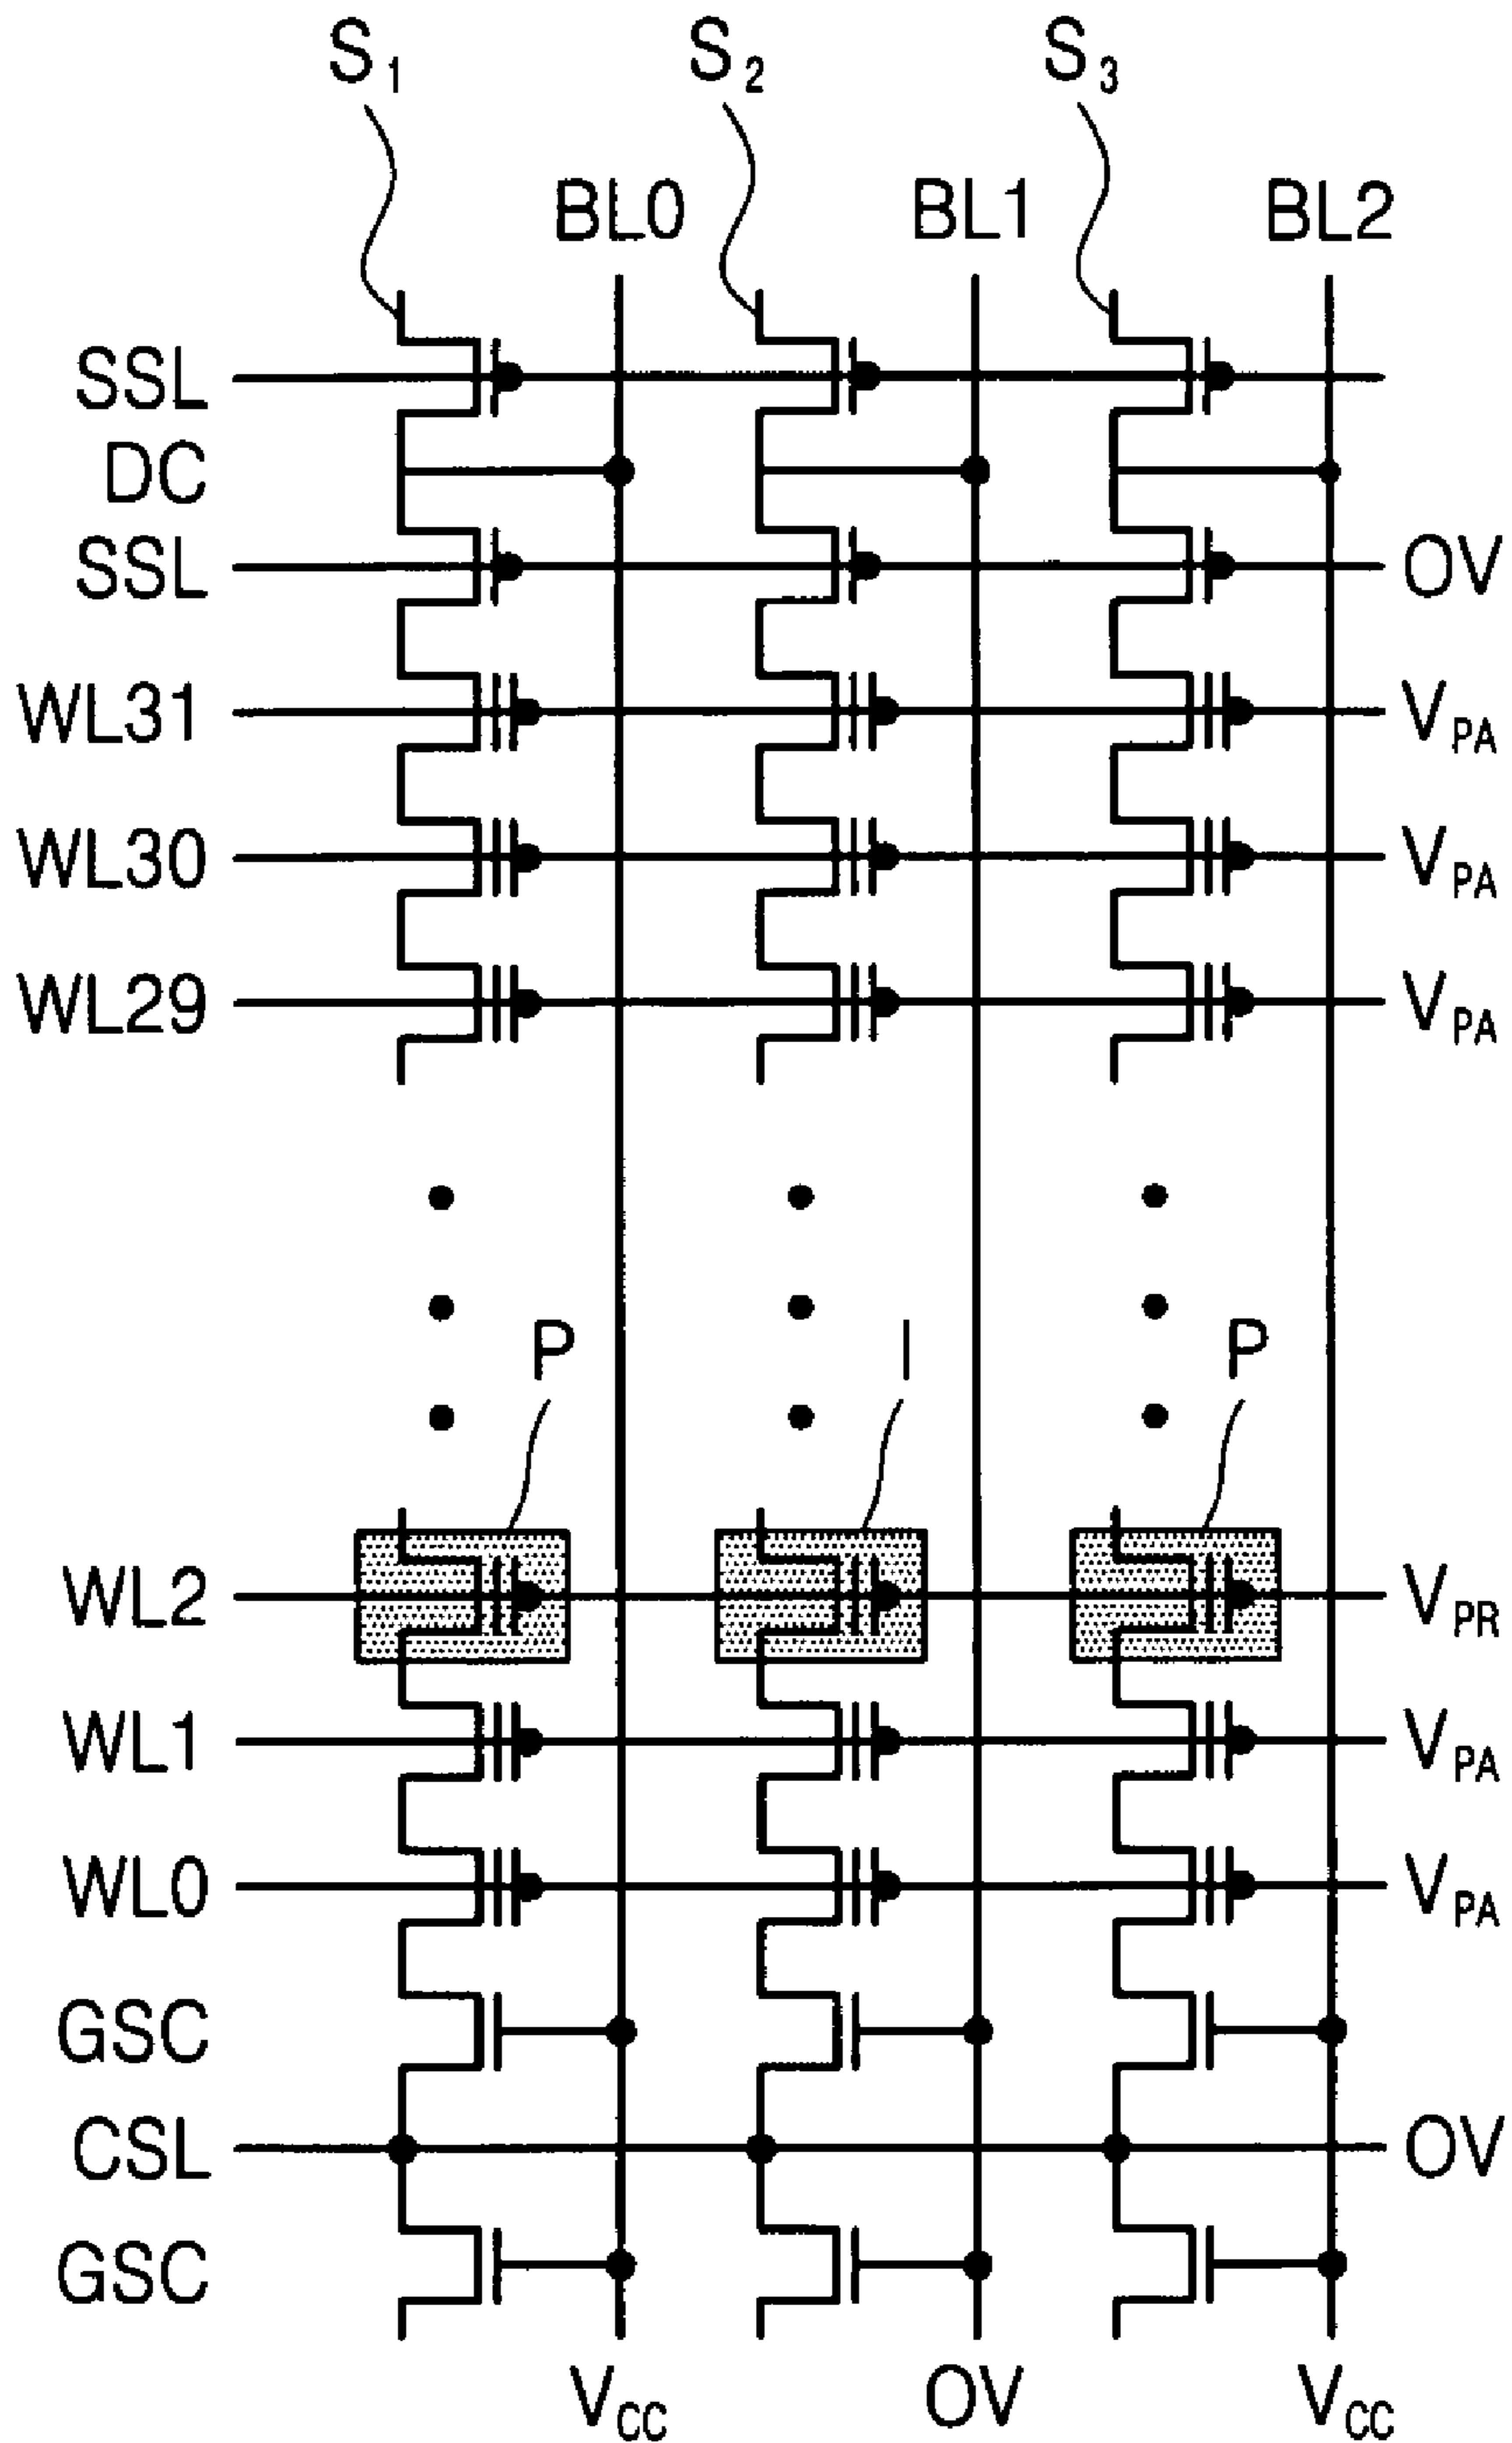 S1 S2 S3
BL0 BL1 BL2
SSL
DC
SSL OV
WL31 VPA
WL30 VPA
WL29 VPA
P I P
WL2 VPR
WL1 VPA
WL0 VPA
GSC
CSL OV
GSC
VCC OV VCC